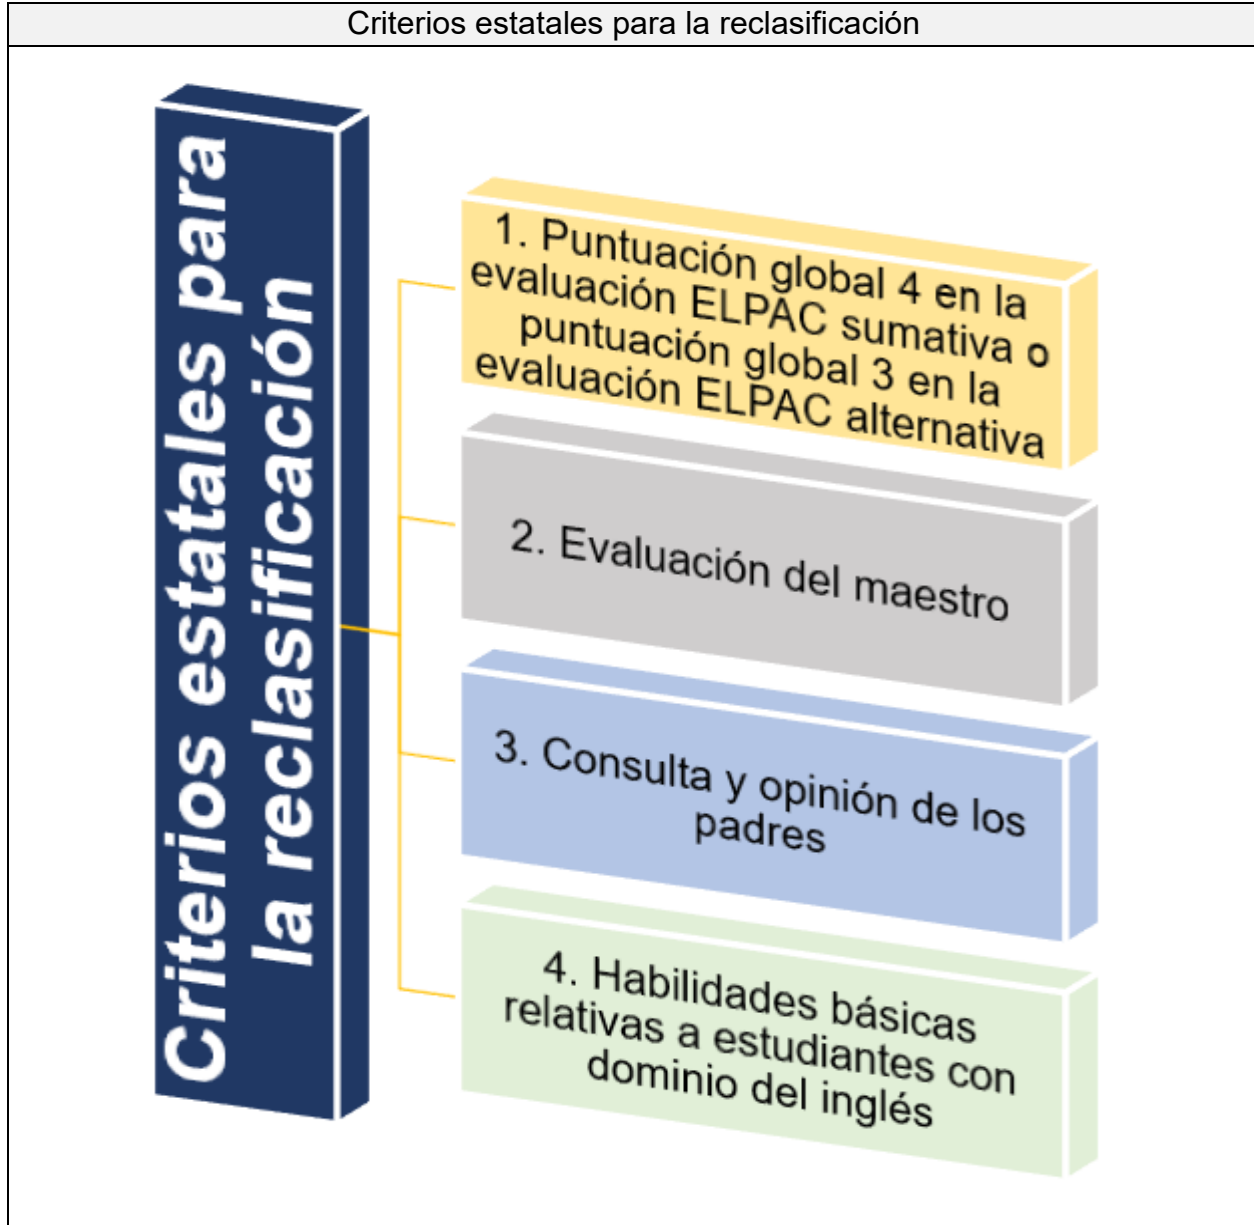 Criterios estatales para la reclasificación
Criterios estatales para
la reclasificación
1. Puntuación global 4 en la
evaluación ELPAC sumativa o
puntuación global 3 en la
evaluación ELPAC alternativa
2. Evaluación del maestro
3. Consulta y opinión de los
padres
4. Habilidades básicas
relativas a estudiantes con
dominio del inglés